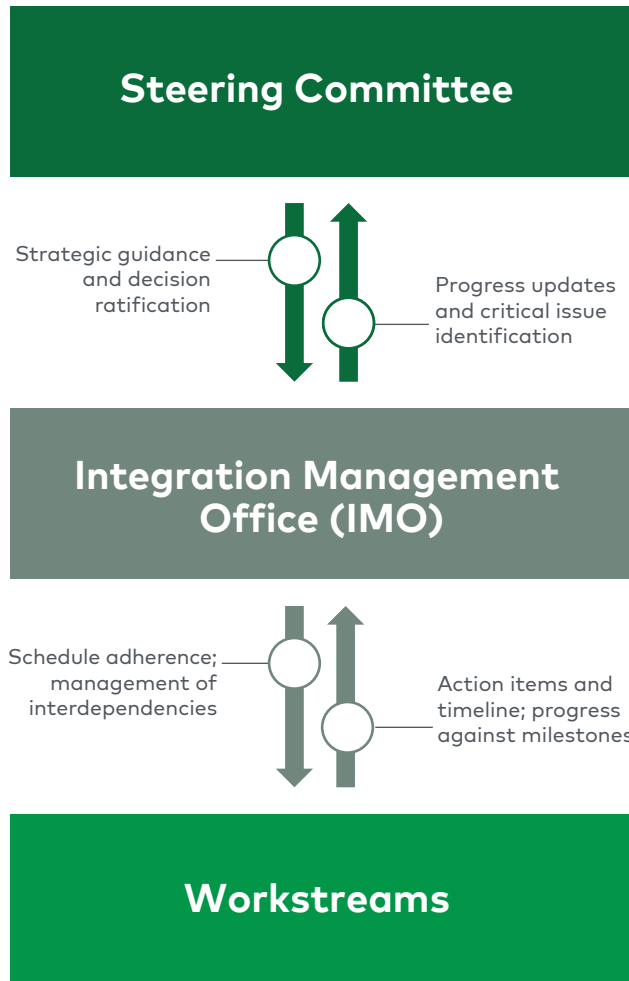 Steering Committee
Strategic guidance
and decision
ratification
Progress updates
and critical issue
identification
Integration Management
Office (IMO)
Schedule adherence;
management of
interdependencies
Action items and
timeline; progress
against milestones
Workstreams